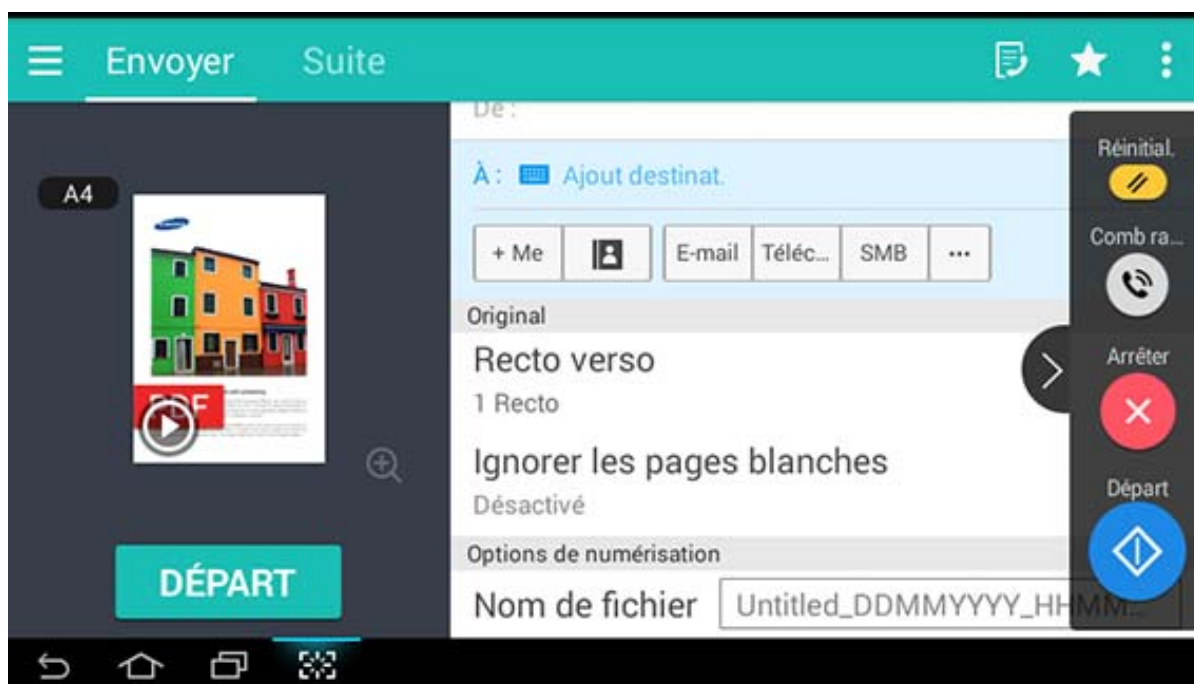 Envoyer Suite
A4
PDF
DÉPART
De :
À : Ajout destinat.
+ Me E-mail Téléc... SMB ...
Original
Recto verso
1 Recto
Ignorer les pages blanches
Désactivé
Options de numérisation
Nom de fichier Untitled_DDMMYYYY_HHMM...
Réinitial.
Comb ra...
Arrêter
Départ